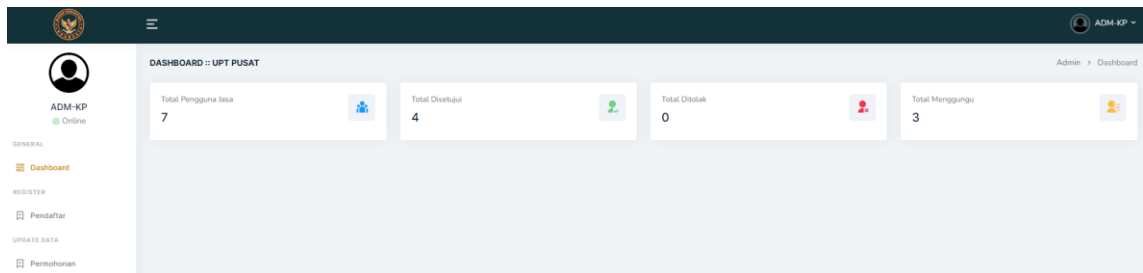 ADM-KP
DASHBOARD :: UPT PUSAT
Admin > Dashboard
ADM-KP
Online
GENERAL
Dashboard
REGISTER
Pendaftar
UPDATE DATA
Permohonan
Total Pengguna Jasa
7
Total Disetujui
4
Total Ditolak
0
Total Menggungu
3